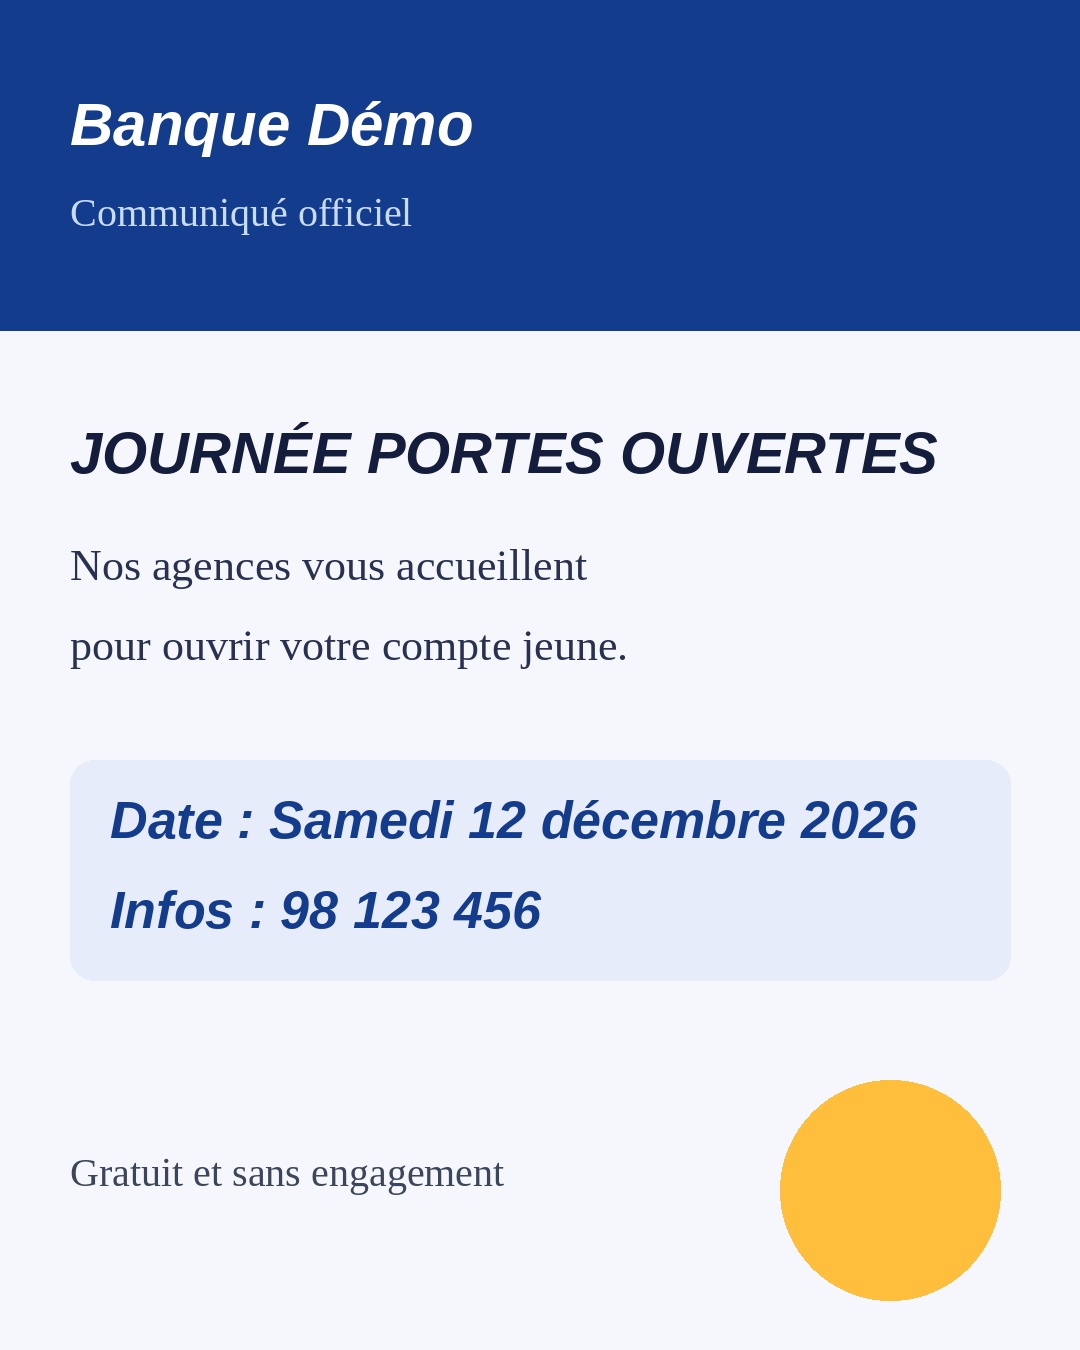 Banque Démo
Communiqué officiel
JOURNÉE PORTES OUVERTES
Nos agences vous accueillent
pour ouvrir votre compte jeune.
Date : Samedi 12 décembre 2026
Infos : 98 123 456
Gratuit et sans engagement